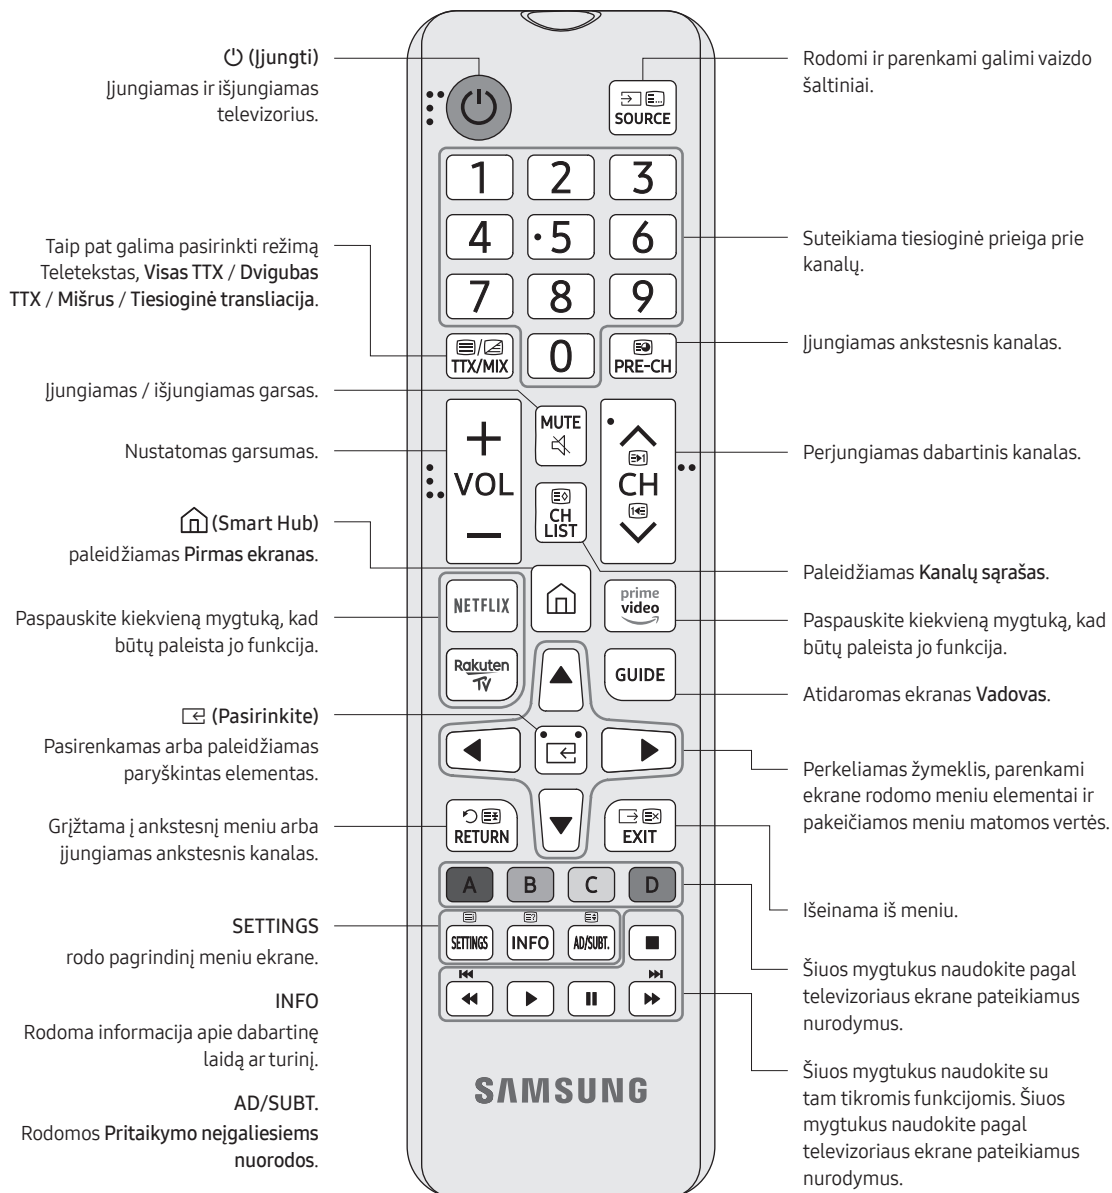 (Įjungti)
Įjungiamas ir išjungiamas
televizorius.
Taip pat galima pasirinkti režimą
Teletekstas, Visas TTX / Dvigubas
TTX / Mišrus / Tiesioginė transliacija.
Įjungiamas / išjungiamas garsas.
Nustatomas garsumas.
(Smart Hub)
paleidžiamas Pirmas ekranas.
Paspauskite kiekvieną mygtuką, kad
būtų paleista jo funkcija.
(Pasirinkite)
Pasirenkamas arba paleidžiamas
paryškintas elementas.
Grįžtama į ankstesnį meniu arba
įjungiamas ankstesnis kanalas.
SETTINGS
rodo pagrindinį meniu ekrane.
INFO
Rodoma informacija apie dabartinę
laidą ar turinį.
AD/SUBT.
Rodomos Pritaikymo neįgaliesiems
nuorodos.
SOURCE
1 2 3
4 5 6
7 8 9
TTX/MIX 0 PRE-CH
+ MUTE
VOL CH
CH
LIST
—
NETFLIX prime
video
Rakuten
TV GUIDE
RETURN EXIT
A B C D
SETTINGS INFO AD/SUBT.
SAMSUNG
Rodomi ir parenkami galimi vaizdo
šaltiniai.
Suteikiama tiesioginė prieiga prie
kanalų.
Įjungiamas ankstesnis kanalas.
Perjungiamas dabartinis kanalas.
Paleidžiamas Kanalų sąrašas.
Paspauskite kiekvieną mygtuką, kad
būtų paleista jo funkcija.
Atidaromas ekranas Vadovas.
Perkeliamas žymeklis, parenkami
ekrane rodomo meniu elementai ir
pakeičiamos meniu matomos vertės.
Išeinama iš meniu.
Šiuos mygtukus naudokite pagal
televizoriaus ekrane pateikiamus
nurodymus.
Šiuos mygtukus naudokite su
tam tikromis funkcijomis. Šiuos
mygtukus naudokite pagal
televizoriaus ekrane pateikiamus
nurodymus.